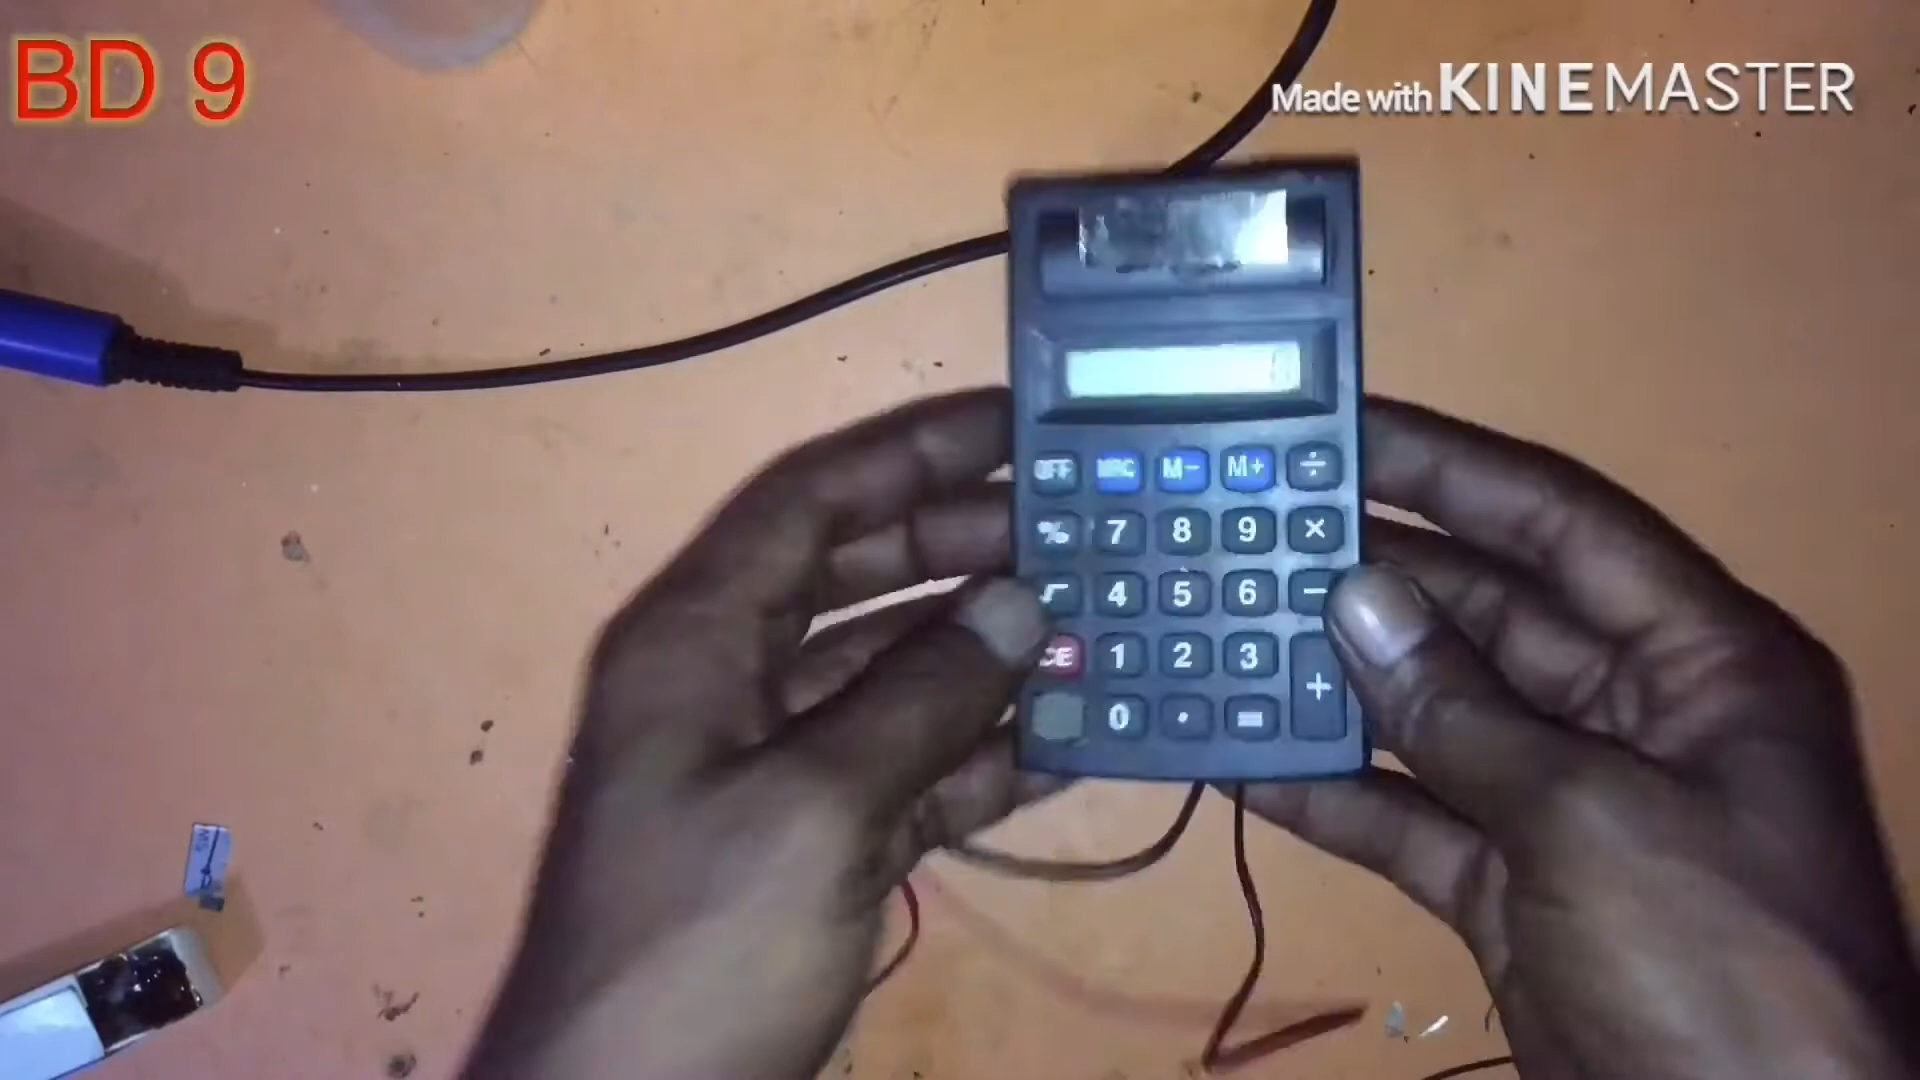 BD 9
Made with KINEMASTER
OFF MRC M− M+ ÷
% 7 8 9 ×
√ 4 5 6 −
CE 1 2 3 +
0 . =